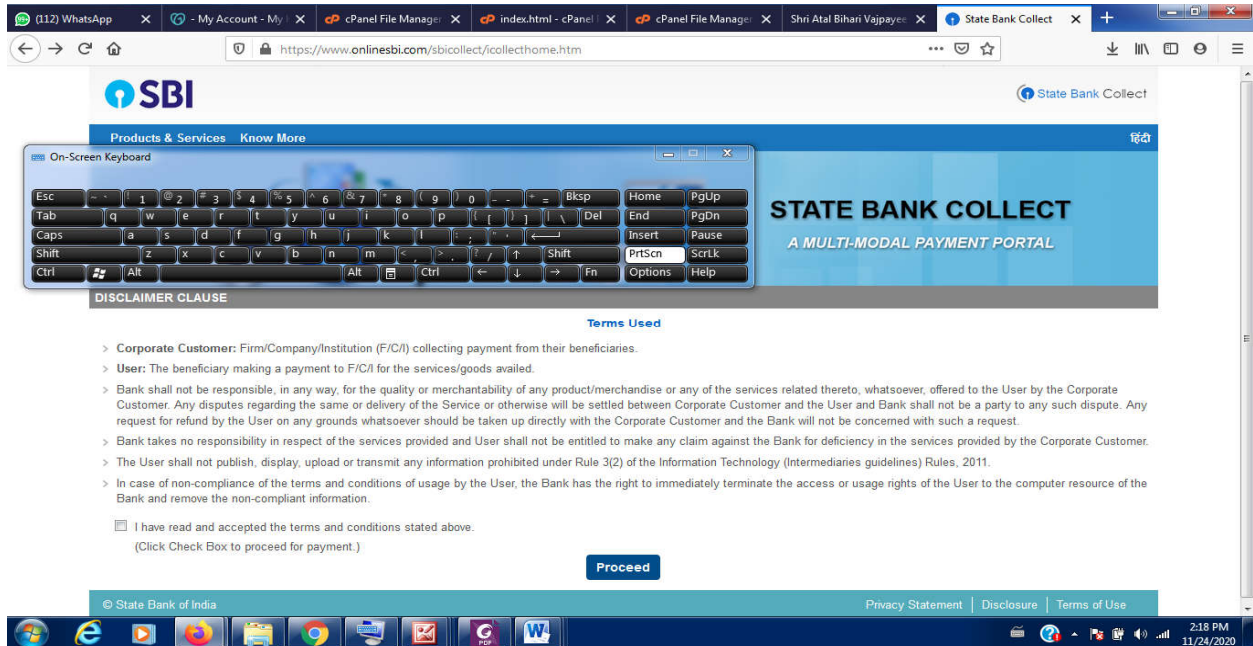 (112) WhatsApp
- My Account - My
cPanel File Manager
index.html - cPanel
cPanel File Manager
Shri Atal Bihari Vajpayee
State Bank Collect
https://www.onlinesbi.com/sbicollect/icollecthome.htm
SBI
State Bank Collect
Products & Services Know More
हिंदी
On-Screen Keyboard
Esc ~ ` ! 1 @ 2 # 3 $ 4 % 5 ^ 6 & 7 * 8 ( 9 ) 0 _ - + = Bksp Home PgUp
Tab q w e r t y u i o p { [ } ] | \ Del End PgDn
Caps a s d f g h j k l : ; " ' Insert Pause
Shift z x c v b n m < , > . ? / ↑ Shift PrtScn ScrLk
Ctrl Alt Alt Ctrl ← ↓ → Fn Options Help
STATE BANK COLLECT
A MULTI-MODAL PAYMENT PORTAL
DISCLAIMER CLAUSE
Terms Used
> Corporate Customer: Firm/Company/Institution (F/C/I) collecting payment from their beneficiaries.
> User: The beneficiary making a payment to F/C/I for the services/goods availed.
> Bank shall not be responsible, in any way, for the quality or merchantability of any product/merchandise or any of the services related thereto, whatsoever, offered to the User by the Corporate
Customer. Any disputes regarding the same or delivery of the Service or otherwise will be settled between Corporate Customer and the User and Bank shall not be a party to any such dispute. Any
request for refund by the User on any grounds whatsoever should be taken up directly with the Corporate Customer and the Bank will not be concerned with such a request.
> Bank takes no responsibility in respect of the services provided and User shall not be entitled to make any claim against the Bank for deficiency in the services provided by the Corporate Customer.
> The User shall not publish, display, upload or transmit any information prohibited under Rule 3(2) of the Information Technology (Intermediaries guidelines) Rules, 2011.
> In case of non-compliance of the terms and conditions of usage by the User, the Bank has the right to immediately terminate the access or usage rights of the User to the computer resource of the
Bank and remove the non-compliant information.
I have read and accepted the terms and conditions stated above.
(Click Check Box to proceed for payment.)
Proceed
© State Bank of India
Privacy Statement | Disclosure | Terms of Use
2:18 PM
11/24/2020